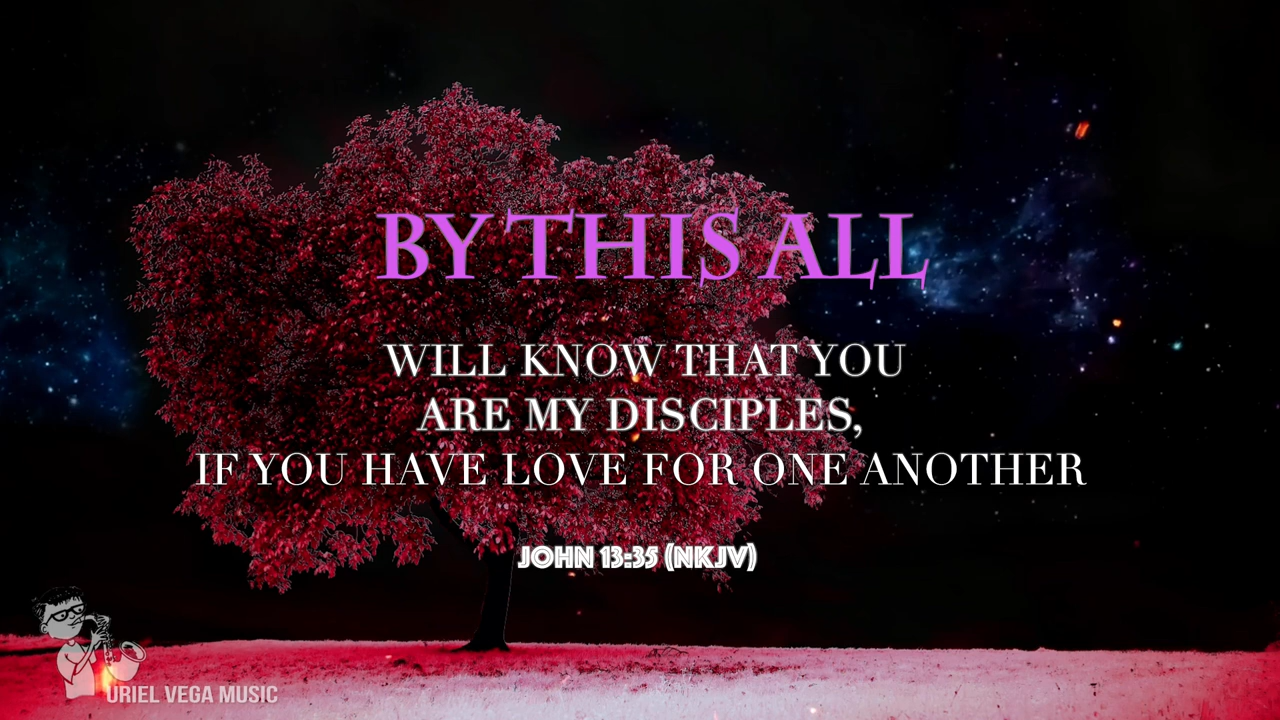 BY THIS ALL
WILL KNOW THAT YOU
ARE MY DISCIPLES,
IF YOU HAVE LOVE FOR ONE ANOTHER
JOHN 13:35 (NKJV)
URIEL VEGA MUSIC